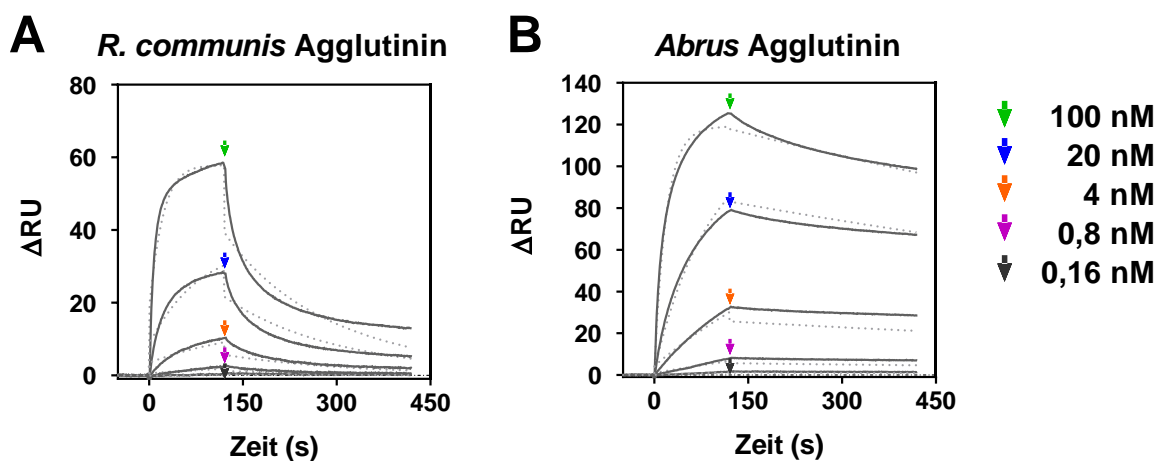 A
R. communis Agglutinin
80
60
40
20
0
ΔRU
0
150
300
450
Zeit (s)
B
Abrus Agglutinin
140
120
100
80
60
40
20
0
ΔRU
0
150
300
450
Zeit (s)
100 nM
20 nM
4 nM
0,8 nM
0,16 nM